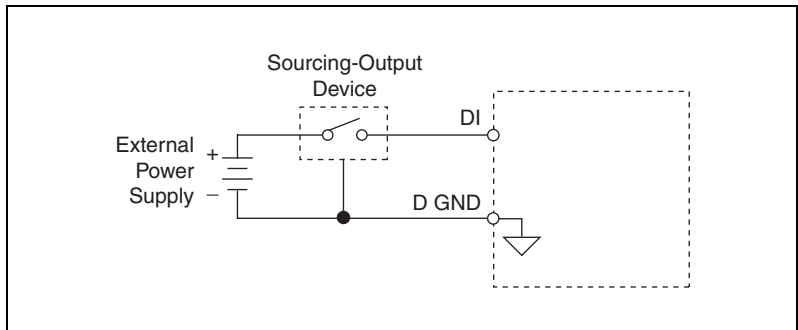 Sourcing-Output
Device
DI
External
Power
Supply
+
–
D GND